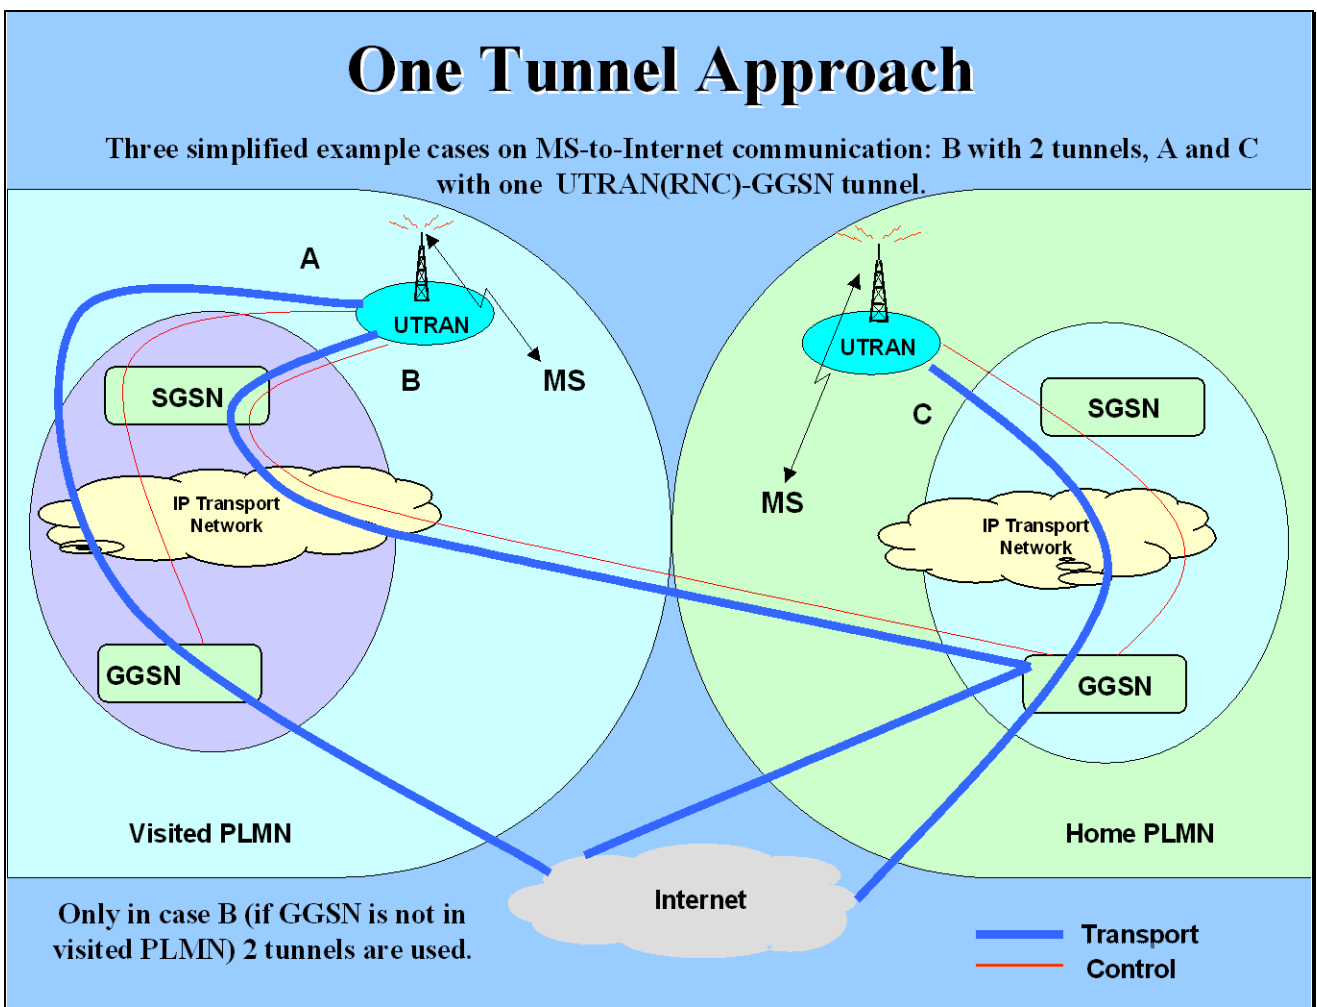 One Tunnel Approach
Three simplified example cases on MS-to-Internet communication: B with 2 tunnels, A and C
with one UTRAN(RNC)-GGSN tunnel.
A
UTRAN
B
MS
SGSN
IP Transport
Network
GGSN
Visited PLMN
UTRAN
C
MS
SGSN
IP Transport
Network
GGSN
Home PLMN
Internet
Only in case B (if GGSN is not in
visited PLMN) 2 tunnels are used.
Transport
Control